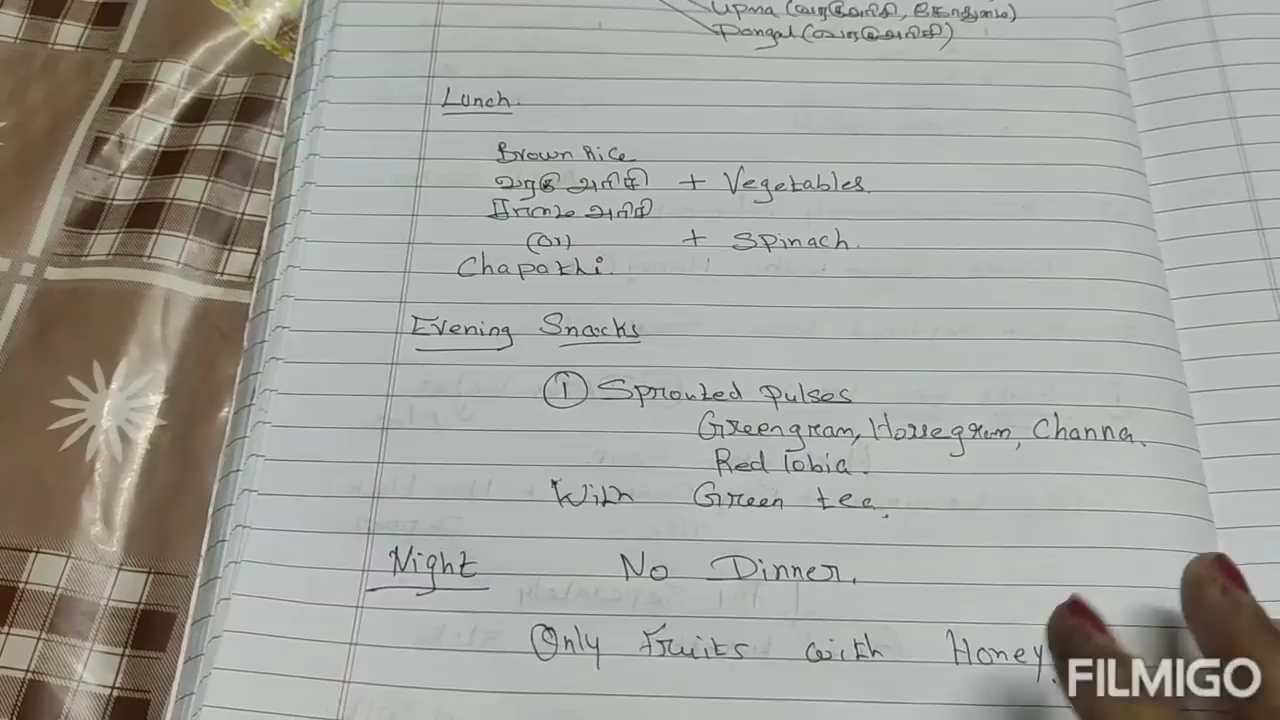 Upma (வரகுஅரிசி,
Pongal (வரகுஅரிசி)
Lunch.
Brown Rice
வரகு அரிசி + Vegetables.
அரிசி
(or) + Spinach.
Chapathi.
Evening Snacks
① Sprouted pulses
Greengram, Horsegram, Channa.
Red lobia.
With Green tee.
Night No Dinner.
Only Fruits with Honey.
FILMIGO